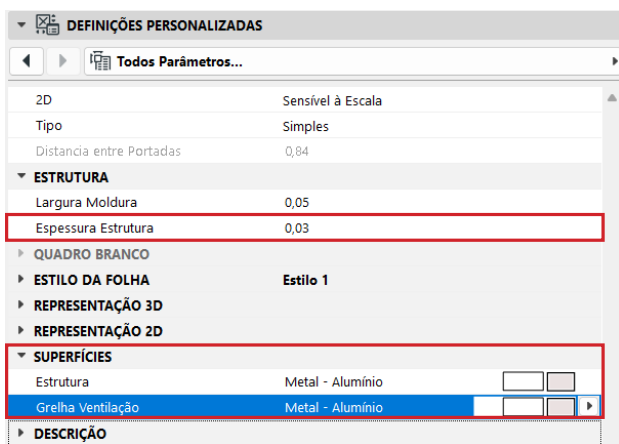 DEFINIÇÕES PERSONALIZADAS
Todos Parâmetros...
2D Sensível à Escala
Tipo Simples
Distancia entre Portadas 0,84
ESTRUTURA
Largura Moldura 0,05
Espessura Estrutura 0,03
QUADRO BRANCO
ESTILO DA FOLHA Estilo 1
REPRESENTAÇÃO 3D
REPRESENTAÇÃO 2D
SUPERFÍCIES
Estrutura Metal - Alumínio
Grelha Ventilação Metal - Alumínio
DESCRIÇÃO